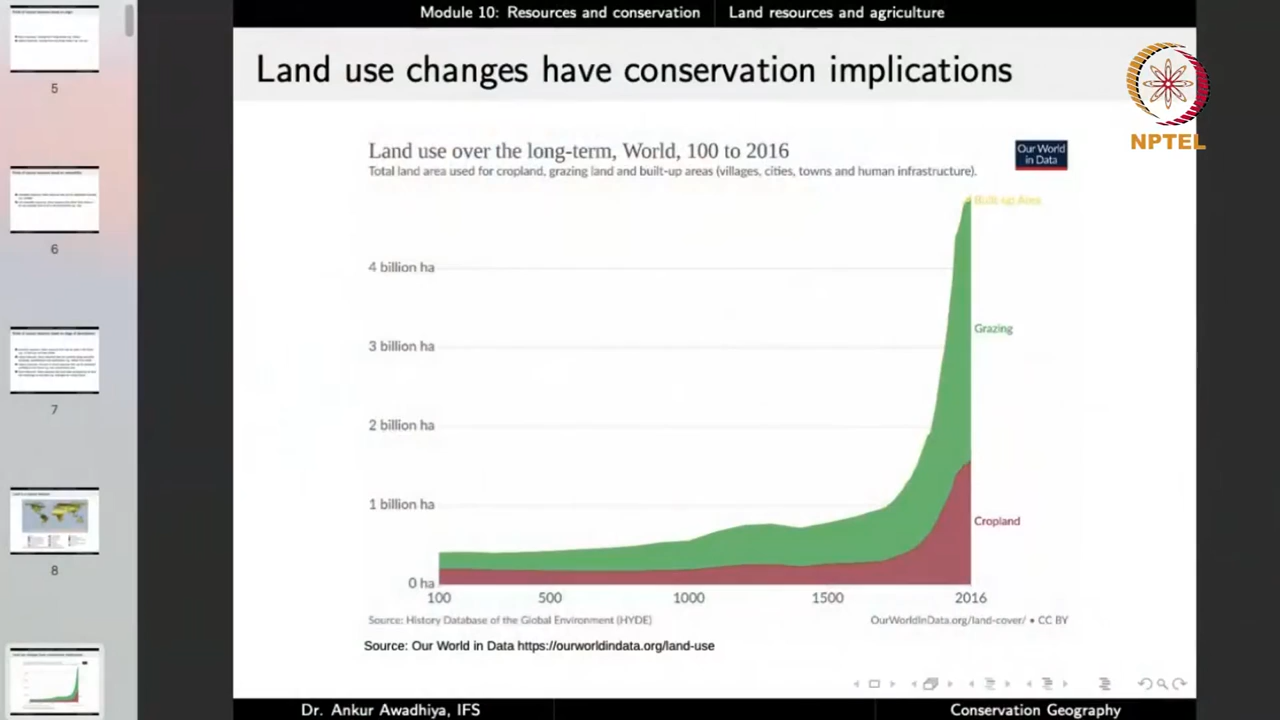 Module 10: Resources and conservation Land resources and agriculture
Land use changes have conservation implications
NPTEL
Land use over the long-term, World, 100 to 2016
Our World
in Data
Total land area used for cropland, grazing land and built-up areas (villages, cities, towns and human infrastructure).
Built-up Area
4 billion ha
Grazing
3 billion ha
2 billion ha
1 billion ha
Cropland
0 ha
100 500 1000 1500 2016
Source: History Database of the Global Environment (HYDE) OurWorldInData.org/land-cover/ • CC BY
Source: Our World in Data https://ourworldindata.org/land-use
Dr. Ankur Awadhiya, IFS Conservation Geography
5
6
7
8